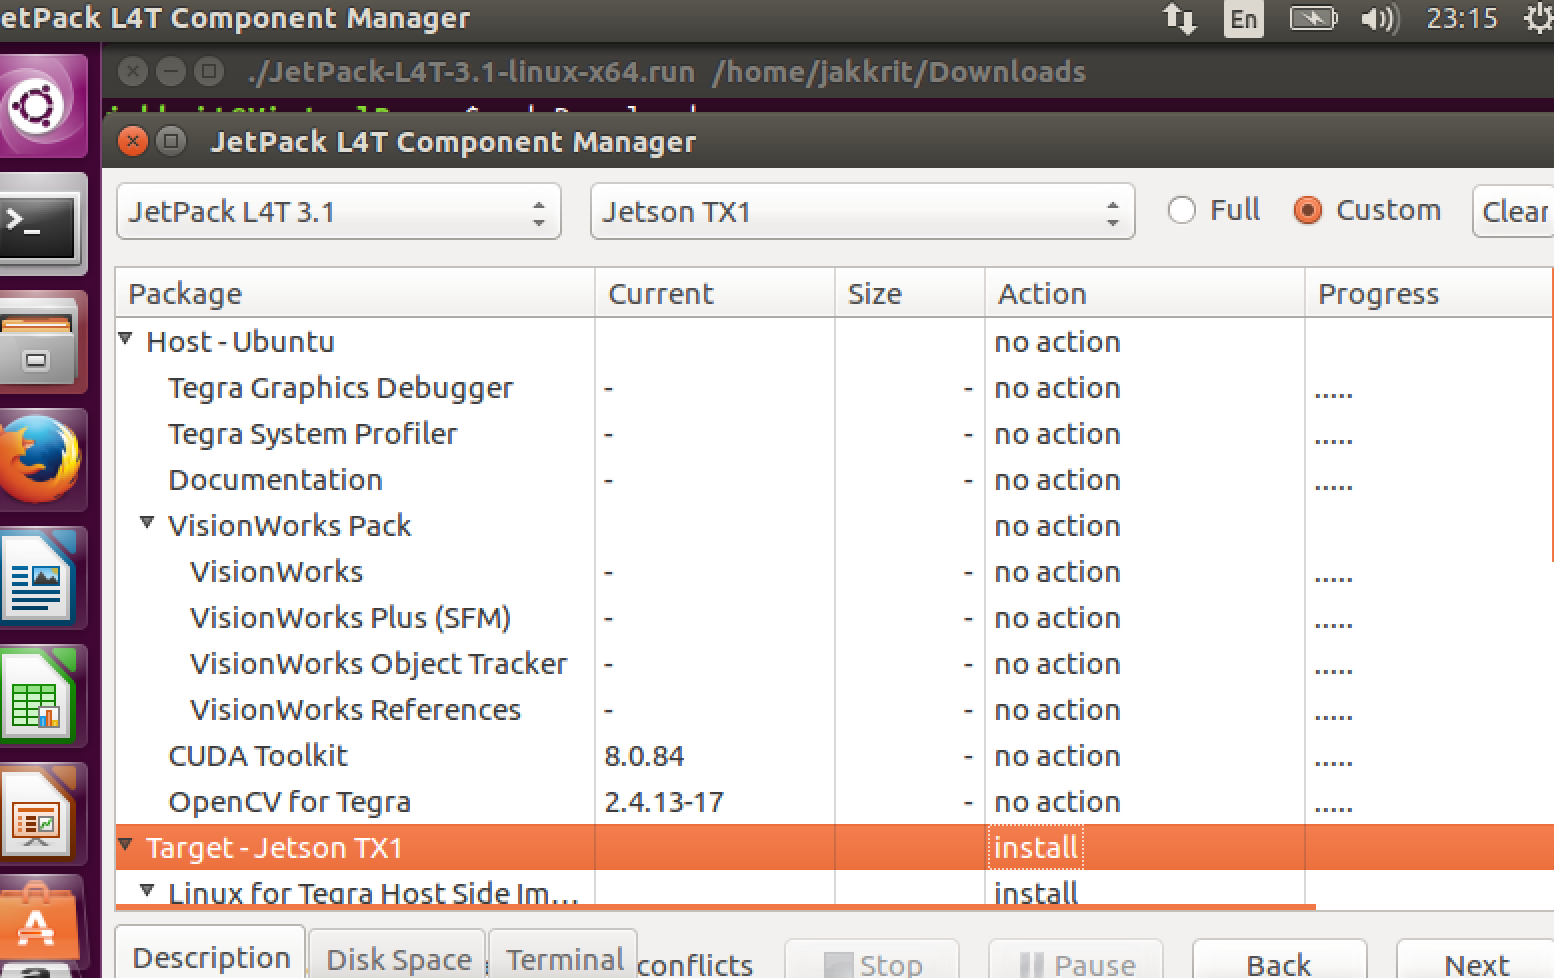 etPack L4T Component Manager En 23:15
./JetPack-L4T-3.1-linux-x64.run /home/jakkrit/Downloads
JetPack L4T Component Manager
JetPack L4T 3.1 Jetson TX1 Full Custom Clear
Package Current Size Action Progress
Host - Ubuntu no action
Tegra Graphics Debugger - - no action .....
Tegra System Profiler - - no action .....
Documentation - - no action .....
VisionWorks Pack no action
VisionWorks - - no action .....
VisionWorks Plus (SFM) - - no action .....
VisionWorks Object Tracker - - no action .....
VisionWorks References - - no action .....
CUDA Toolkit 8.0.84 - no action .....
OpenCV for Tegra 2.4.13-17 - no action .....
Target - Jetson TX1 install
Linux for Tegra Host Side Im... install
Description Disk Space Terminal conflicts Stop Pause Back Next